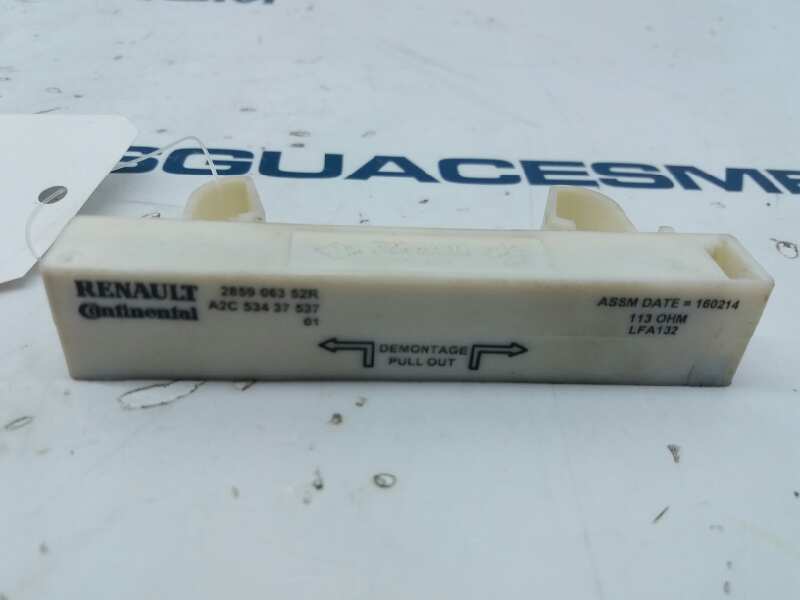 SGUACESME
RENAULT
Continental
2859 063 52R
A2C 534 37 537
01
DEMONTAGE
PULL OUT
ASSM DATE = 160214
113 OHM
LFA132